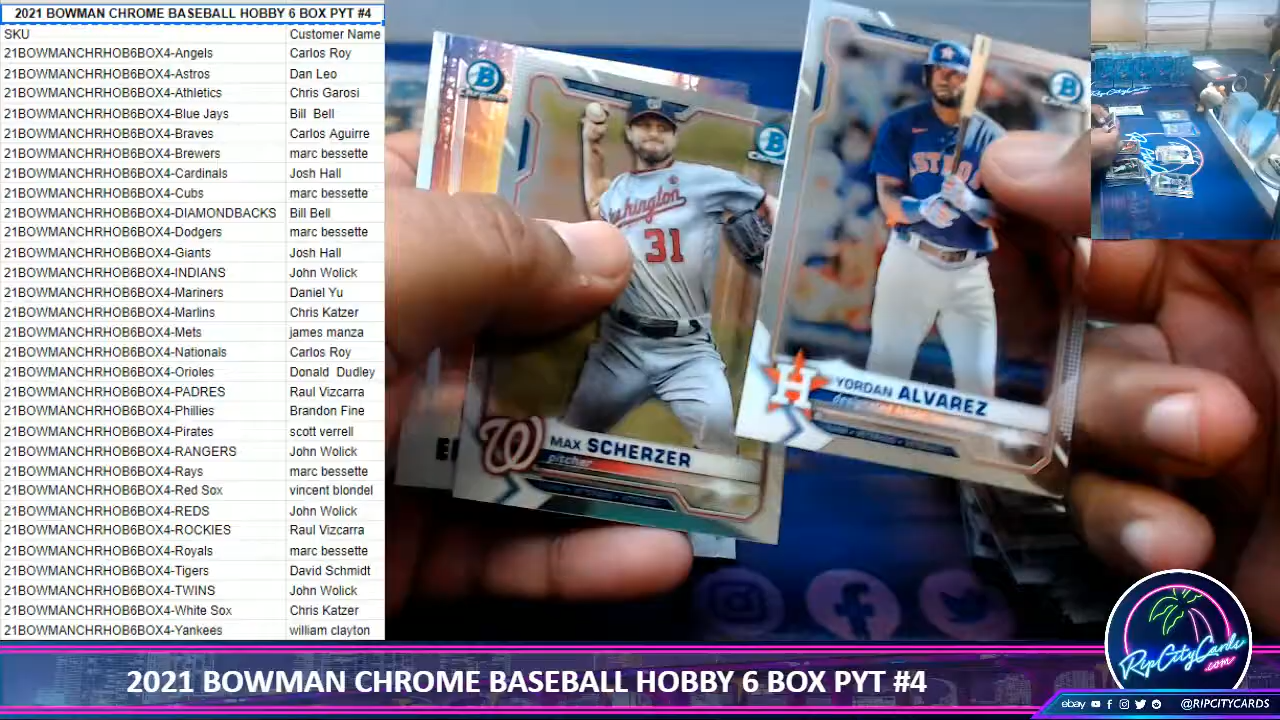 2021 BOWMAN CHROME BASEBALL HOBBY 6 BOX PYT #4
SKU Customer Name
21BOWMANCHRHOB6BOX4-Angels Carlos Roy
21BOWMANCHRHOB6BOX4-Astros Dan Leo
21BOWMANCHRHOB6BOX4-Athletics Chris Garosi
21BOWMANCHRHOB6BOX4-Blue Jays Bill Bell
21BOWMANCHRHOB6BOX4-Braves Carlos Aguirre
21BOWMANCHRHOB6BOX4-Brewers marc bessette
21BOWMANCHRHOB6BOX4-Cardinals Josh Hall
21BOWMANCHRHOB6BOX4-Cubs marc bessette
21BOWMANCHRHOB6BOX4-DIAMONDBACKS Bill Bell
21BOWMANCHRHOB6BOX4-Dodgers marc bessette
21BOWMANCHRHOB6BOX4-Giants Josh Hall
21BOWMANCHRHOB6BOX4-INDIANS John Wolick
21BOWMANCHRHOB6BOX4-Mariners Daniel Yu
21BOWMANCHRHOB6BOX4-Marlins Chris Katzer
21BOWMANCHRHOB6BOX4-Mets james manza
21BOWMANCHRHOB6BOX4-Nationals Carlos Roy
21BOWMANCHRHOB6BOX4-Orioles Donald Dudley
21BOWMANCHRHOB6BOX4-PADRES Raul Vizcarra
21BOWMANCHRHOB6BOX4-Phillies Brandon Fine
21BOWMANCHRHOB6BOX4-Pirates scott verrell
21BOWMANCHRHOB6BOX4-RANGERS John Wolick
21BOWMANCHRHOB6BOX4-Rays marc bessette
21BOWMANCHRHOB6BOX4-Red Sox vincent blondel
21BOWMANCHRHOB6BOX4-REDS John Wolick
21BOWMANCHRHOB6BOX4-ROCKIES Raul Vizcarra
21BOWMANCHRHOB6BOX4-Royals marc bessette
21BOWMANCHRHOB6BOX4-Tigers David Schmidt
21BOWMANCHRHOB6BOX4-TWINS John Wolick
21BOWMANCHRHOB6BOX4-White Sox Chris Katzer
21BOWMANCHRHOB6BOX4-Yankees william clayton
31
MAX SCHERZER
pitcher
YORDAN ALVAREZ
RipCityCards
.com
2021 BOWMAN CHROME BASEBALL HOBBY 6 BOX PYT #4
ebay @RIPCITYCARDS